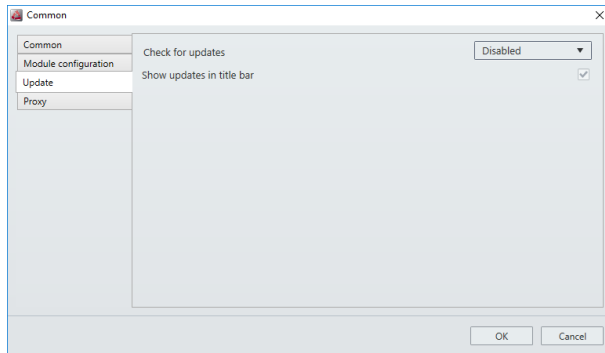 Common
Common
Module configuration
Update
Proxy
Check for updates
Disabled
Show updates in title bar
OK
Cancel